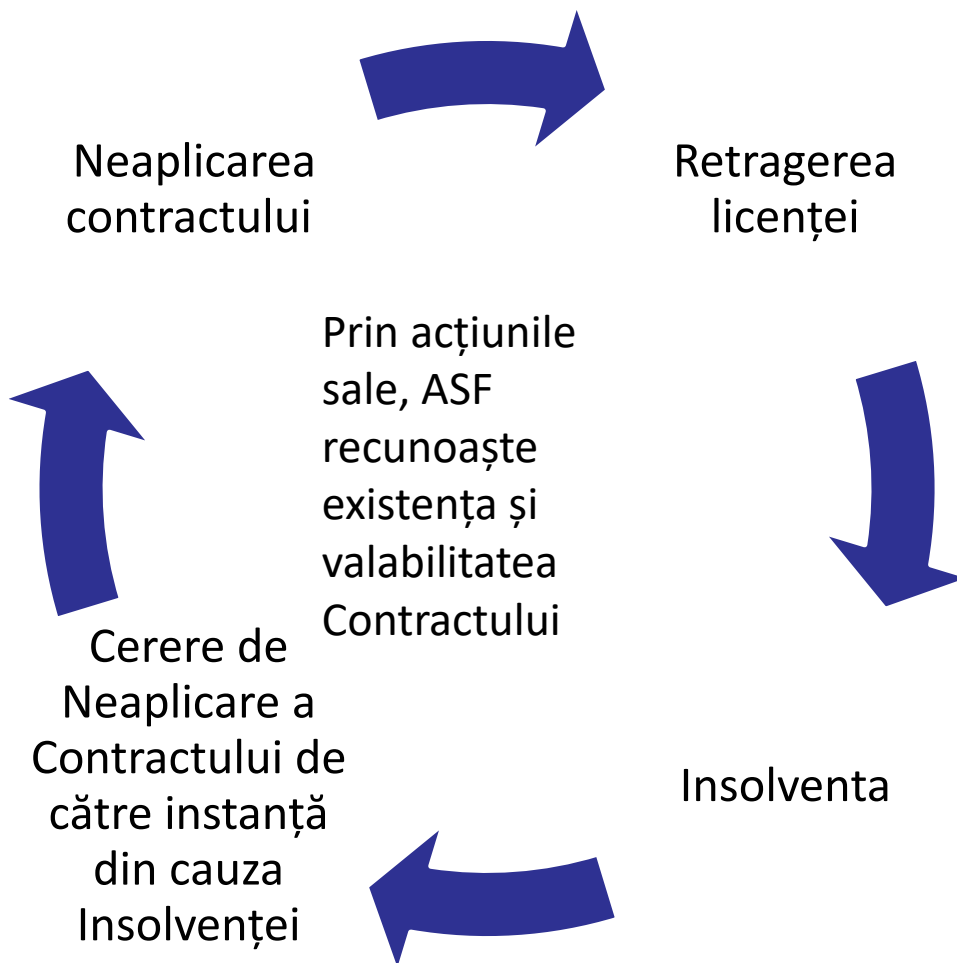 Neaplicarea
contractului
Retragerea
licenței
Prin acțiunile
sale, ASF
recunoaște
existența și
valabilitatea
Contractului
Cerere de
Neaplicare a
Contractului de
către instanță
din cauza
Insolvenței
Insolventa